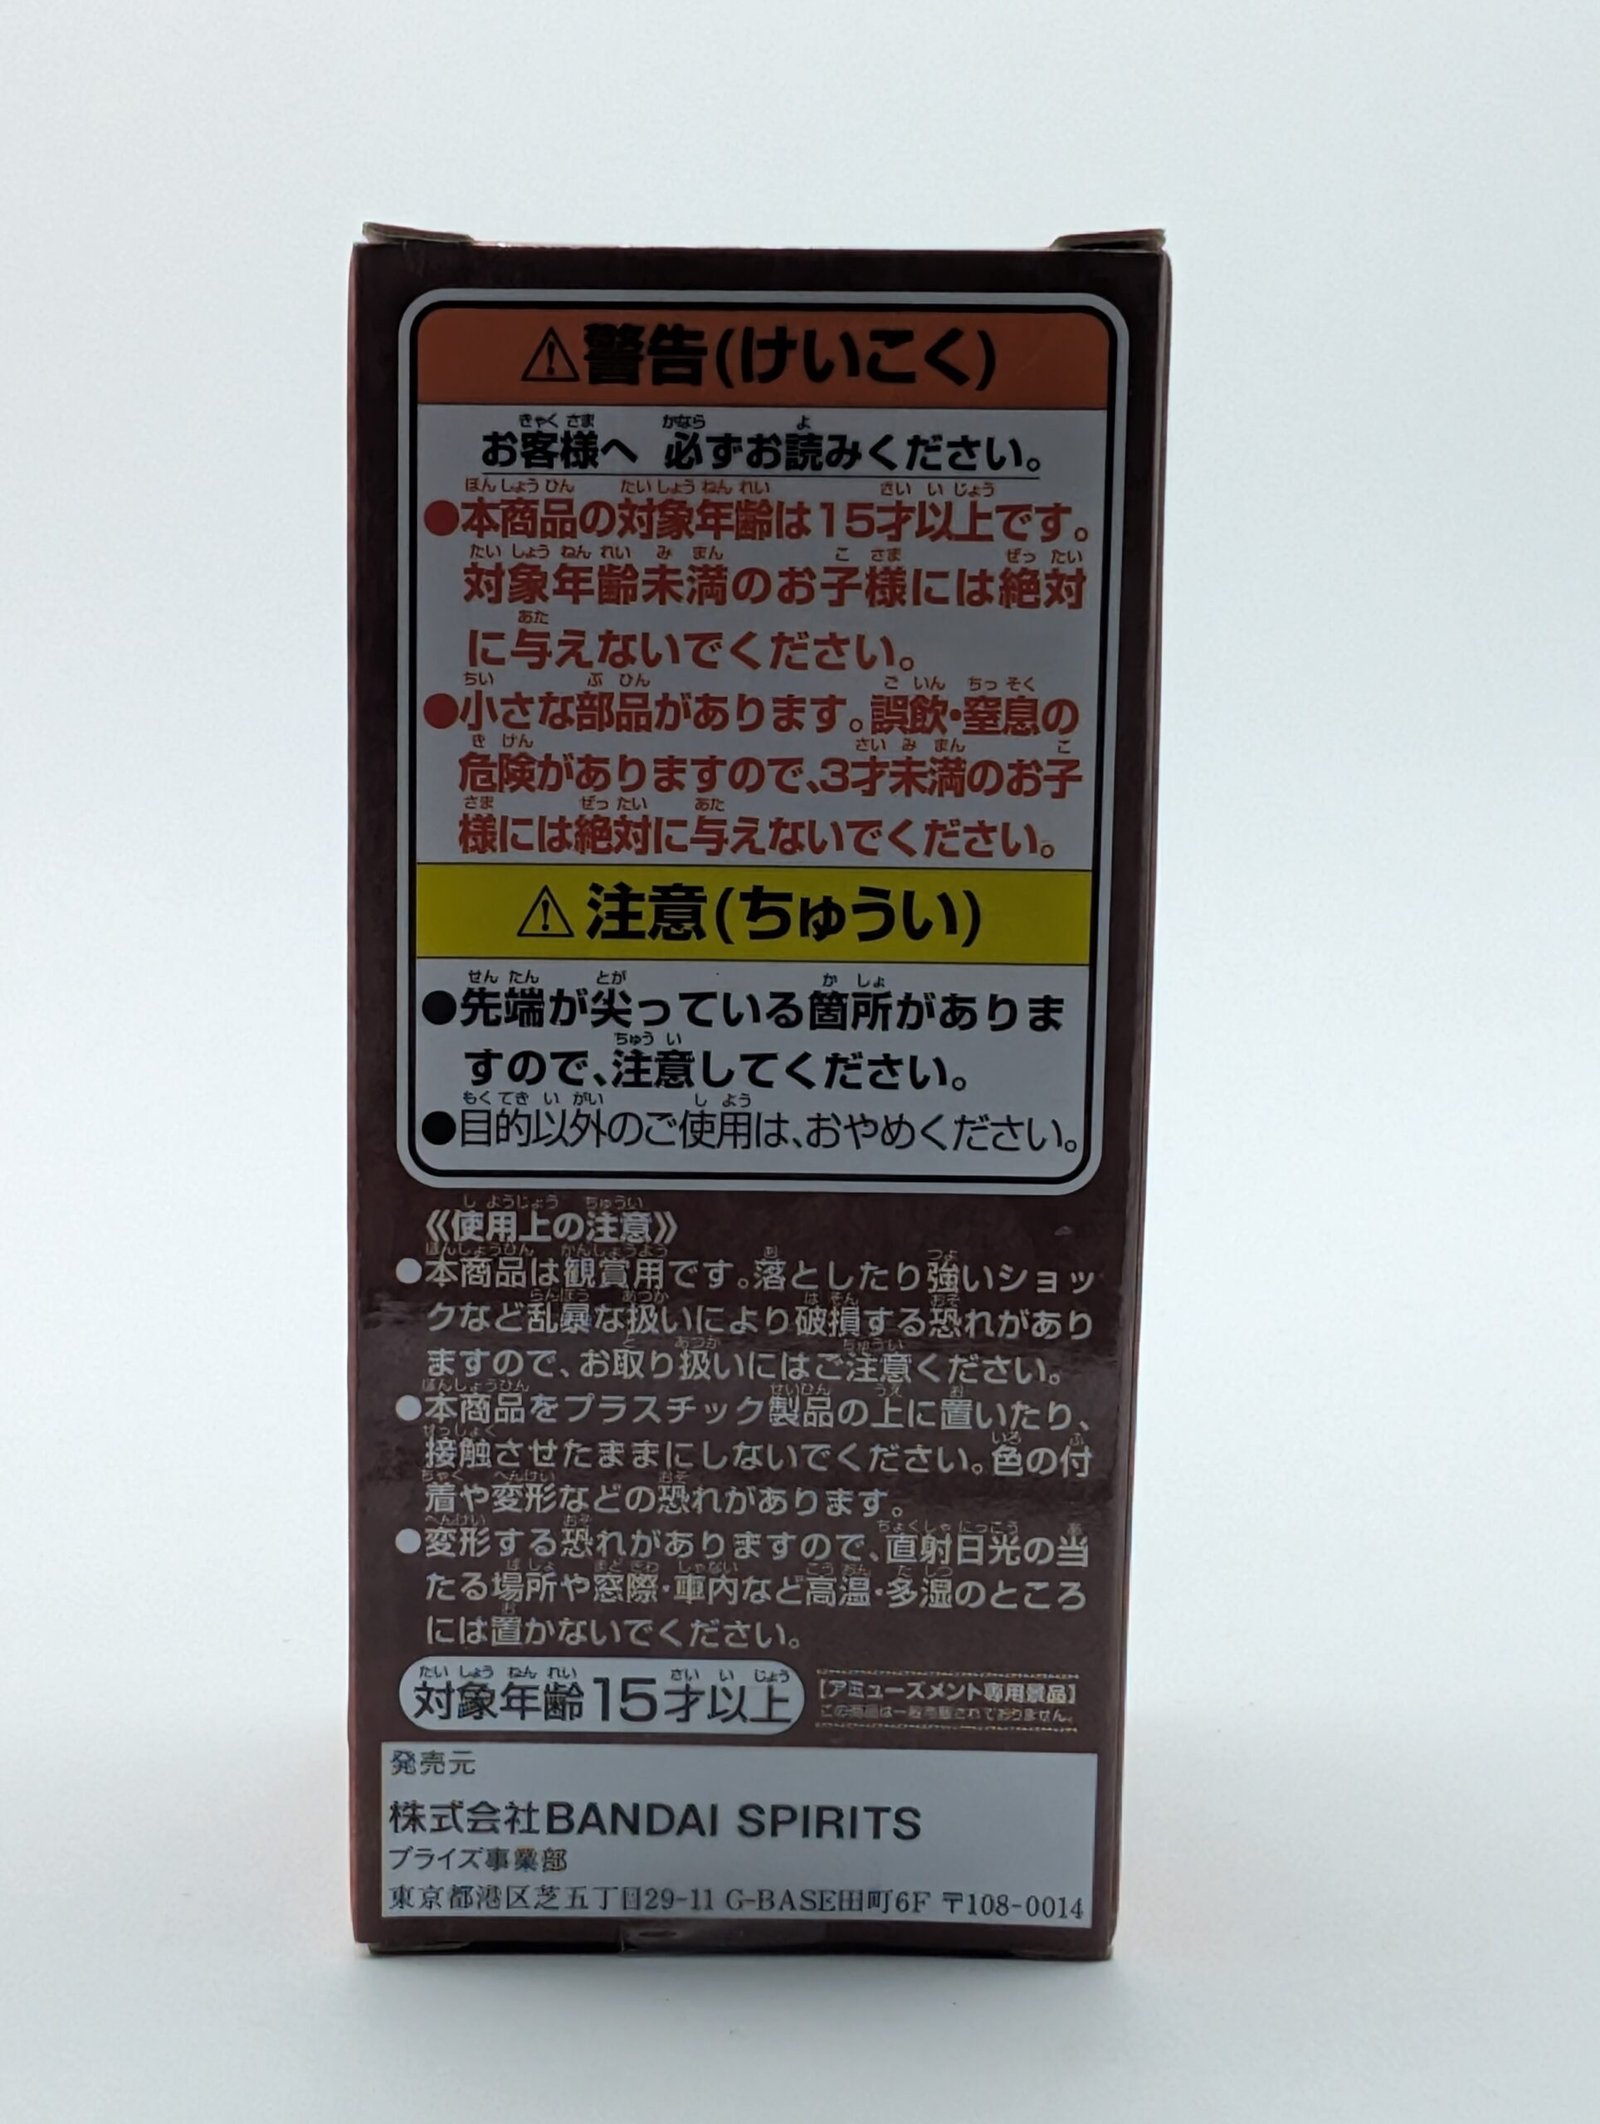 ⚠警告(けいこく)
お客様へ 必ずお読みください。
●本商品の対象年齢は15才以上です。
対象年齢未満のお子様には絶対
に与えないでください。
●小さな部品があります。誤飲・窒息の
危険がありますので、3才未満のお子
様には絶対に与えないでください。
⚠注意(ちゅうい)
●先端が尖っている箇所がありま
すので、注意してください。
●目的以外のご使用は、おやめください。
《使用上の注意》
●本商品は観賞用です。落としたり強いショッ
クなど乱暴な扱いにより破損する恐れがあり
ますので、お取り扱いにはご注意ください。
●本商品をプラスチック製品の上に置いたり、
接触させたままにしないでください。色の付
着や変形などの恐れがあります。
●変形する恐れがありますので、直射日光の当
たる場所や窓際・車内など高温・多湿のところ
には置かないでください。
対象年齢15才以上
[アミューズメント専用景品]
この商品は一般市販されておりません。
発売元
株式会社BANDAI SPIRITS
プライズ事業部
東京都港区芝五丁目29-11 G-BASE田町6F 〒108-0014